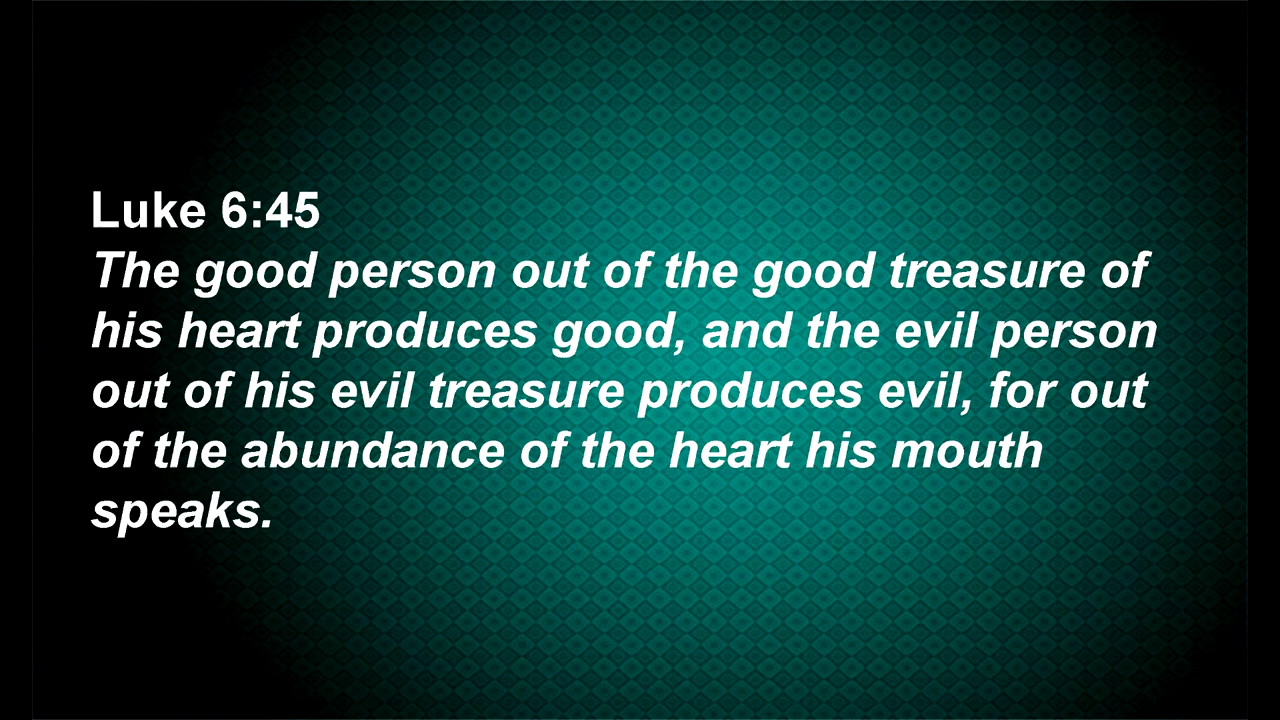 Luke 6:45
The good person out of the good treasure of
his heart produces good, and the evil person
out of his evil treasure produces evil, for out
of the abundance of the heart his mouth
speaks.